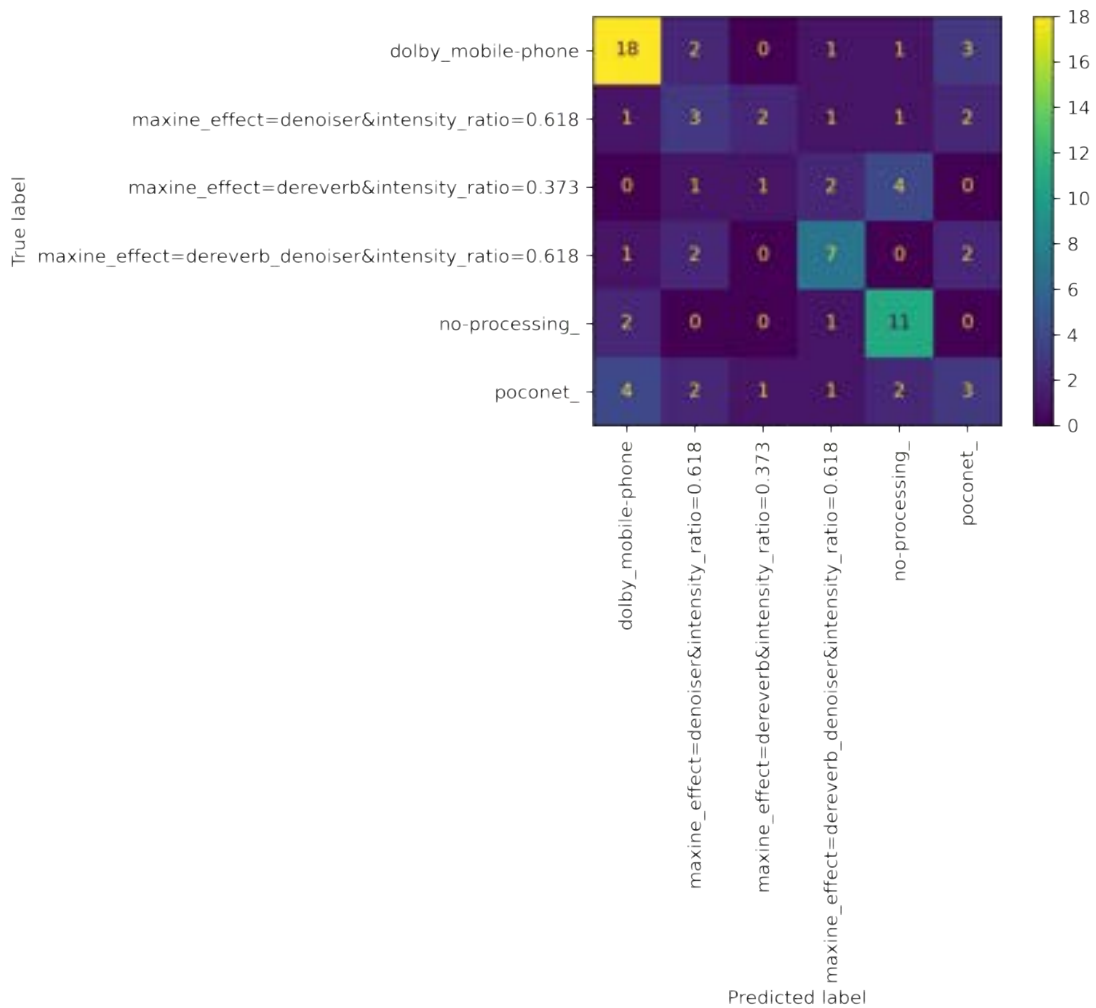 dolby_mobile-phone 18 2 0 1 1 3
maxine_effect=denoiser&intensity_ratio=0.618 1 3 2 1 1 2
maxine_effect=dereverb&intensity_ratio=0.373 0 1 1 2 4 0
maxine_effect=dereverb_denoiser&intensity_ratio=0.618 1 2 0 7 0 2
no-processing_ 2 0 0 1 11 0
poconet_ 4 2 1 1 2 3
True label
dolby_mobile-phone
maxine_effect=denoiser&intensity_ratio=0.618
maxine_effect=dereverb&intensity_ratio=0.373
maxine_effect=dereverb_denoiser&intensity_ratio=0.618
no-processing_
poconet_
Predicted label
18
16
14
12
10
8
6
4
2
0